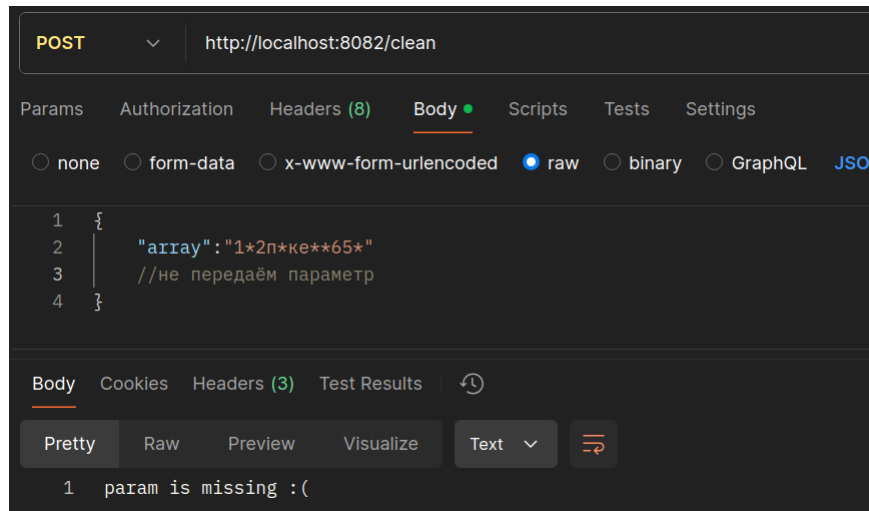 POST http://localhost:8082/clean
Params Authorization Headers (8) Body Scripts Tests Settings
none form-data x-www-form-urlencoded raw binary GraphQL JSO
1 {
2 "array":"1*2п*ке**65*"
3 //не передаём параметр
4 }
Body Cookies Headers (3) Test Results
Pretty Raw Preview Visualize Text
1 param is missing :(